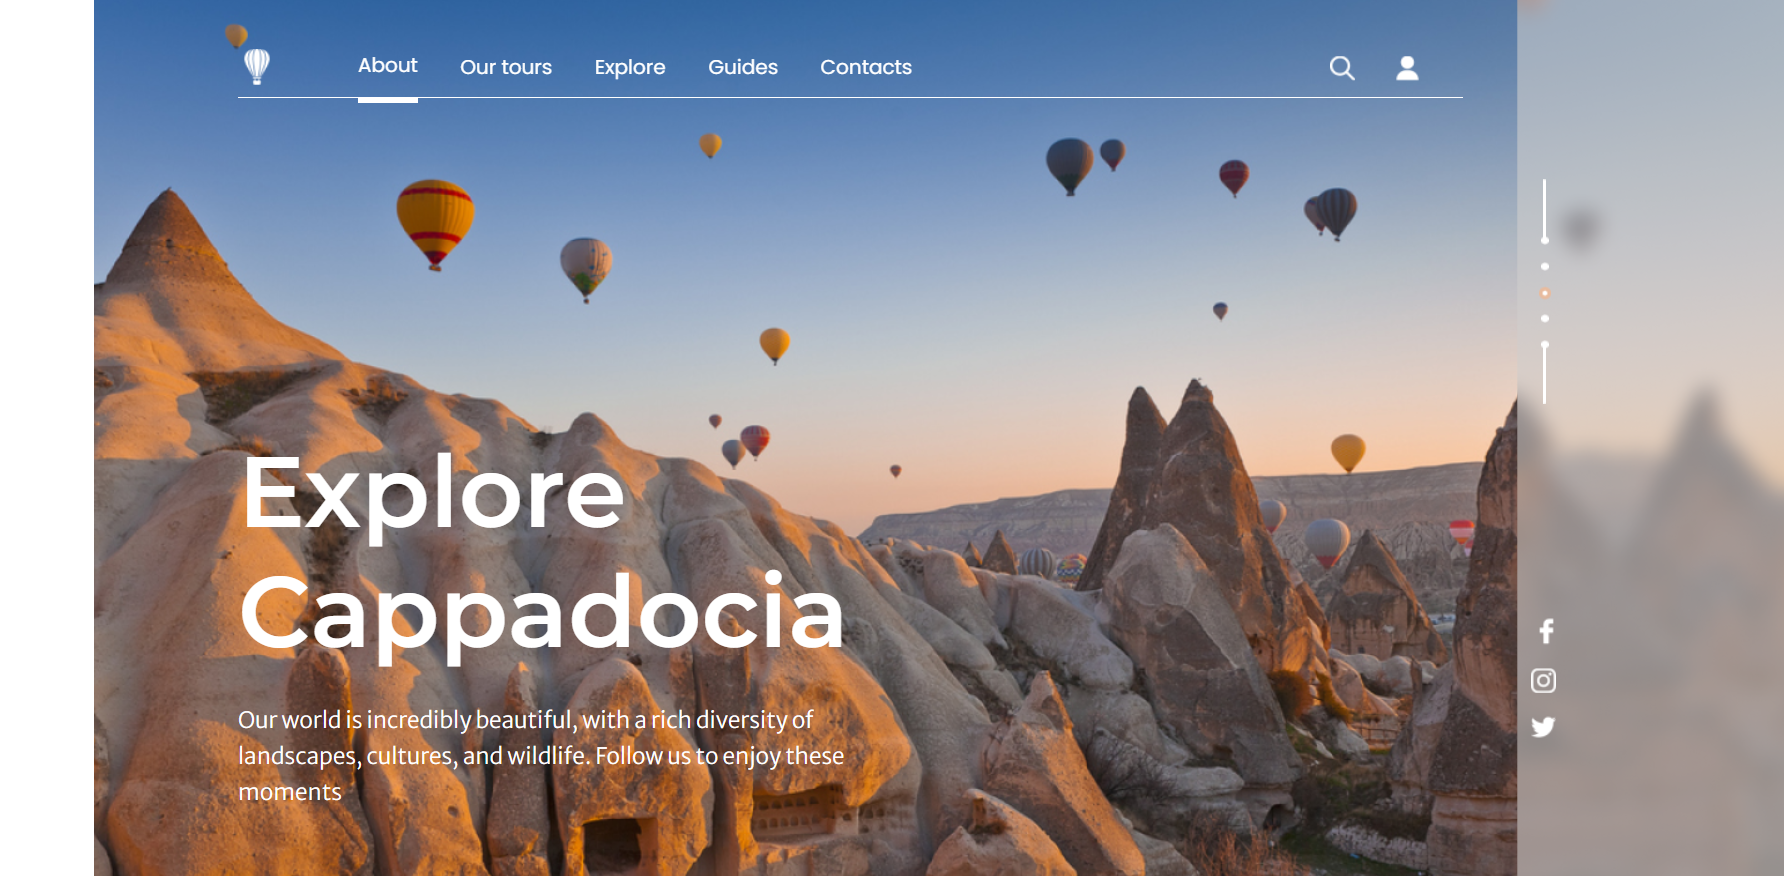 About Our tours Explore Guides Contacts
Explore
Cappadocia
Our world is incredibly beautiful, with a rich diversity of
landscapes, cultures, and wildlife. Follow us to enjoy these
moments